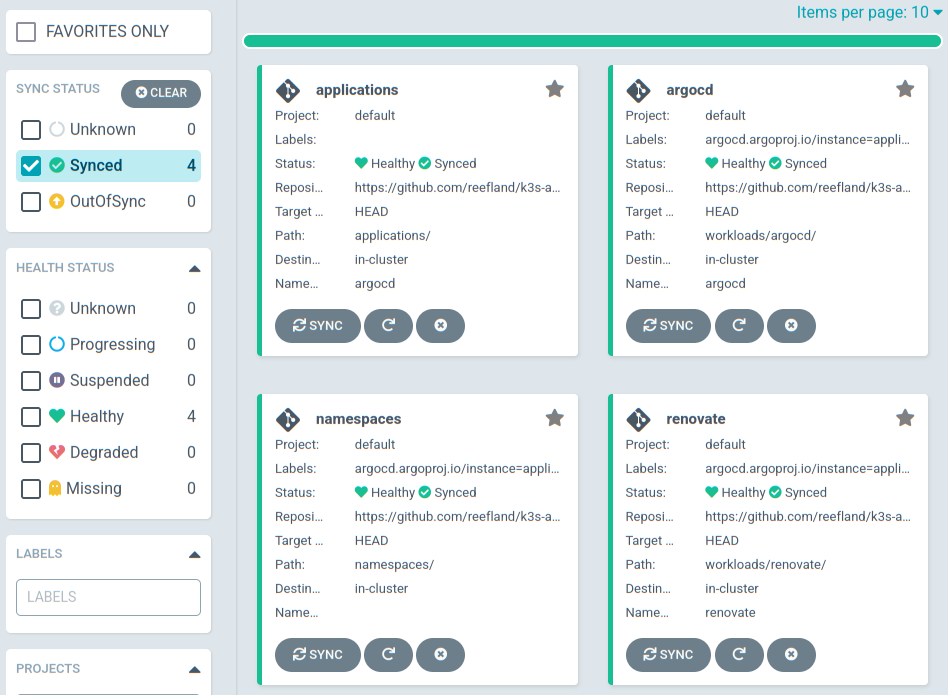 FAVORITES ONLY
SYNC STATUS
CLEAR
Unknown 0
Synced 4
OutOfSync 0
HEALTH STATUS
Unknown 0
Progressing 0
Suspended 0
Healthy 4
Degraded 0
Missing 0
LABELS
LABELS
PROJECTS
Items per page: 10
applications
Project: default
Labels:
Status: Healthy Synced
Reposi... https://github.com/reefland/k3s-a...
Target ... HEAD
Path: applications/
Destin... in-cluster
Name... argocd
SYNC
argocd
Project: default
Labels: argocd.argoproj.io/instance=appli...
Status: Healthy Synced
Reposi... https://github.com/reefland/k3s-a...
Target ... HEAD
Path: workloads/argocd/
Destin... in-cluster
Name... argocd
SYNC
namespaces
Project: default
Labels: argocd.argoproj.io/instance=appli...
Status: Healthy Synced
Reposi... https://github.com/reefland/k3s-a...
Target ... HEAD
Path: namespaces/
Destin... in-cluster
Name...
SYNC
renovate
Project: default
Labels: argocd.argoproj.io/instance=appli...
Status: Healthy Synced
Reposi... https://github.com/reefland/k3s-a...
Target ... HEAD
Path: workloads/renovate/
Destin... in-cluster
Name... renovate
SYNC